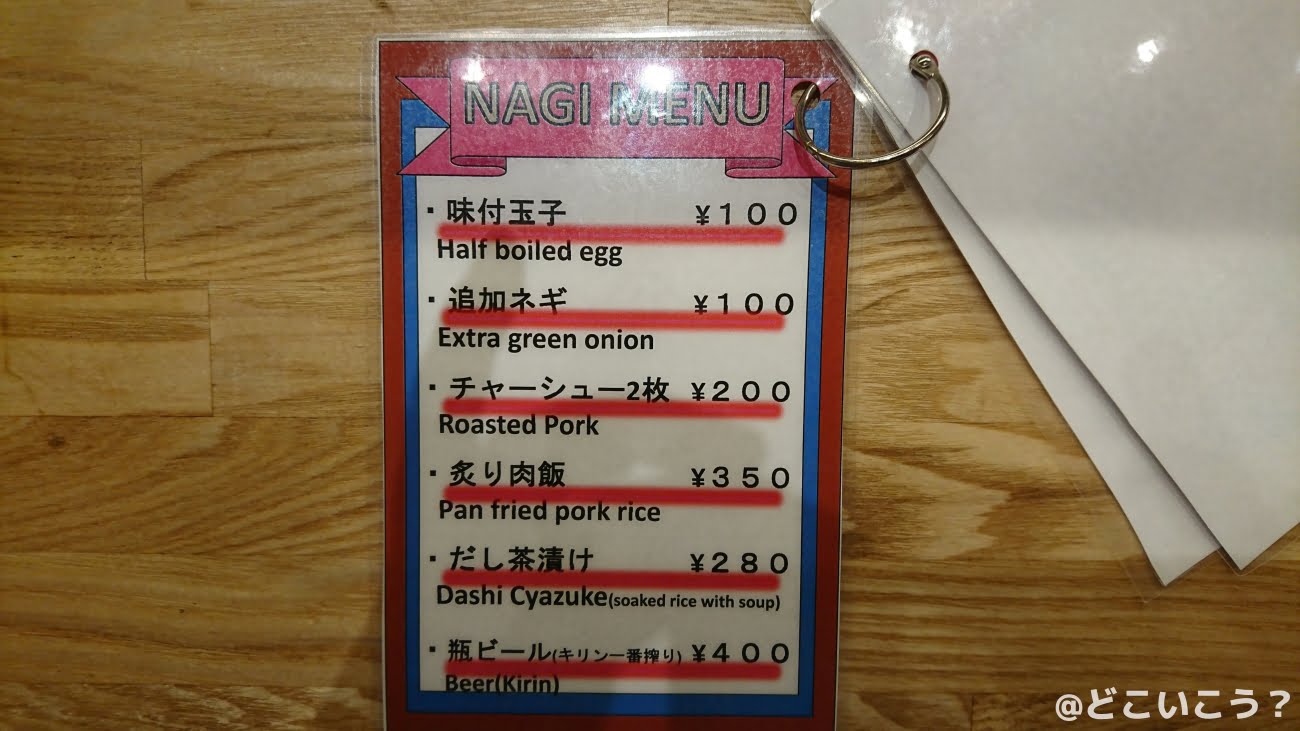 NAGI MENU
・味付玉子 ¥１００
Half boiled egg
・追加ネギ ¥１００
Extra green onion
・チャーシュー2枚 ¥２００
Roasted Pork
・炙り肉飯 ¥３５０
Pan fried pork rice
・だし茶漬け ¥２８０
Dashi Cyazuke(soaked rice with soup)
・瓶ビール(キリン一番搾り) ¥４００
Beer(Kirin)
@どこいこう？